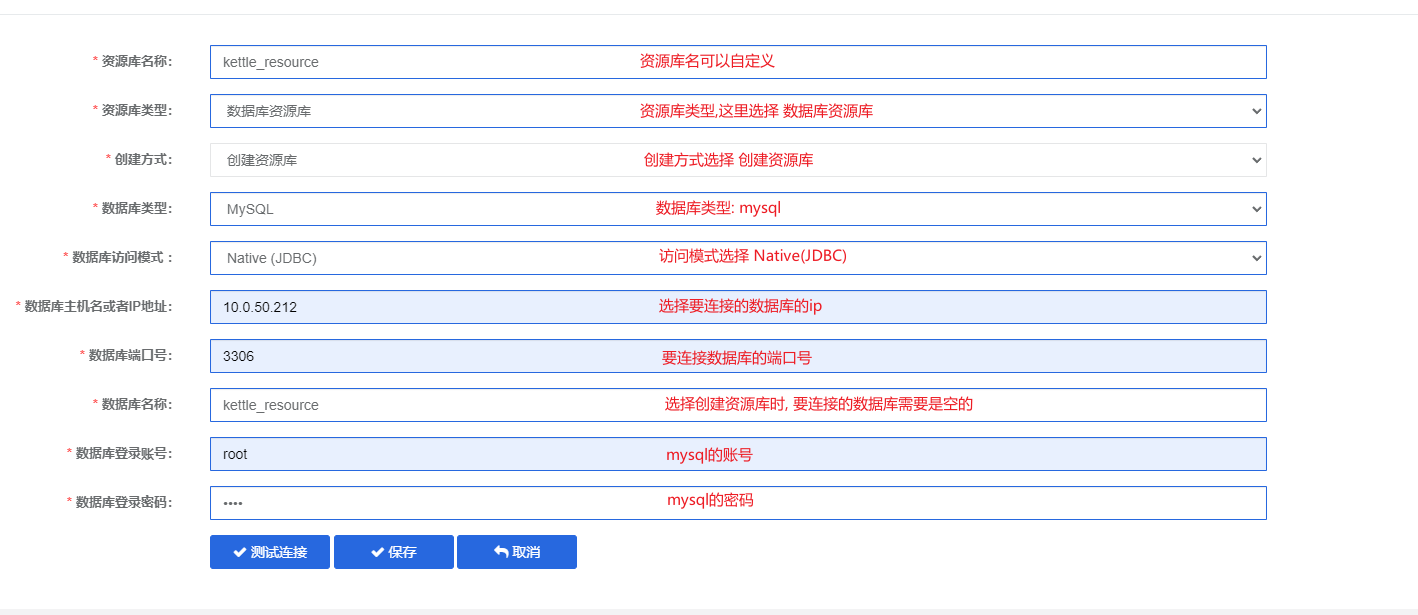 * 资源库名称: kettle_resource 资源库名可以自定义
* 资源库类型: 数据库资源库 资源库类型,这里选择 数据库资源库
* 创建方式: 创建资源库 创建方式选择 创建资源库
* 数据库类型: MySQL 数据库类型: mysql
* 数据库访问模式 : Native (JDBC) 访问模式选择 Native(JDBC)
* 数据库主机名或者IP地址: 10.0.50.212 选择要连接的数据库的ip
* 数据库端口号: 3306 要连接数据库的端口号
* 数据库名称: kettle_resource 选择创建资源库时, 要连接的数据库需要是空的
* 数据库登录账号: root mysql的账号
* 数据库登录密码: •••• mysql的密码
测试连接 保存 取消